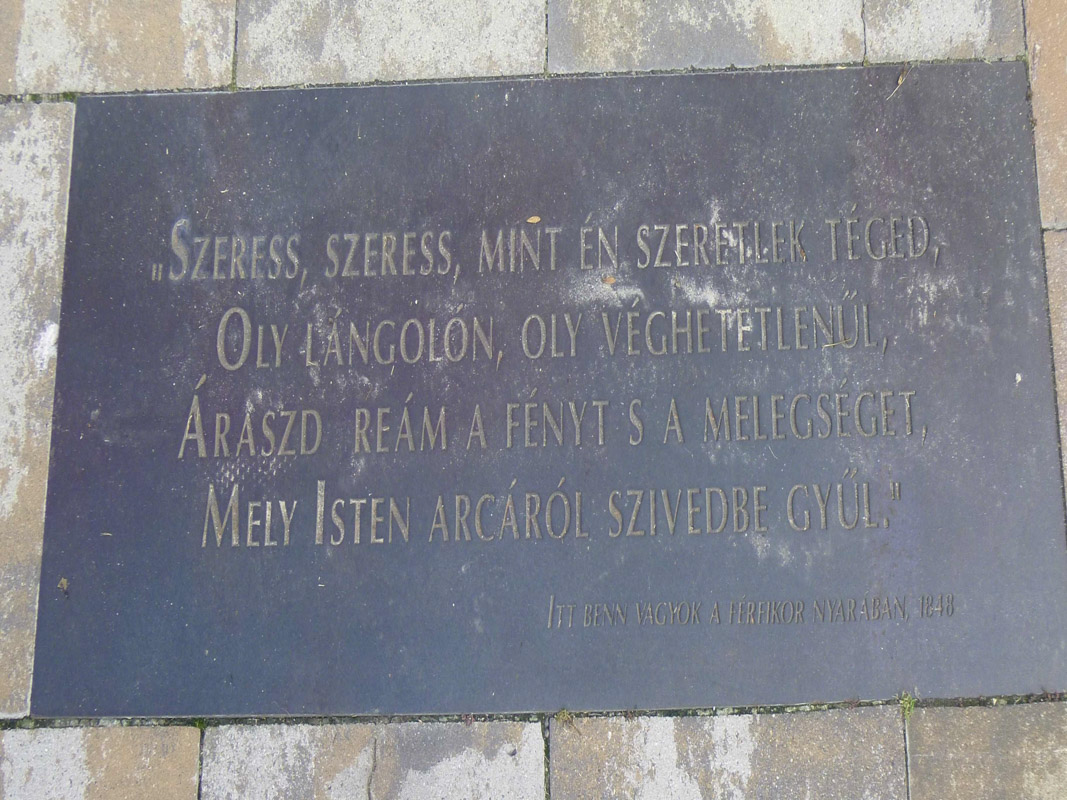 „Szeress, szeress, mint én szeretlek téged,
Oly lángolón, oly véghetetlenűl,
Áraszd reám a fényt s a melegséget,
Mely Isten arcáról szivedbe gyűl."
Itt benn vagyok a férfikor nyarában, 1848